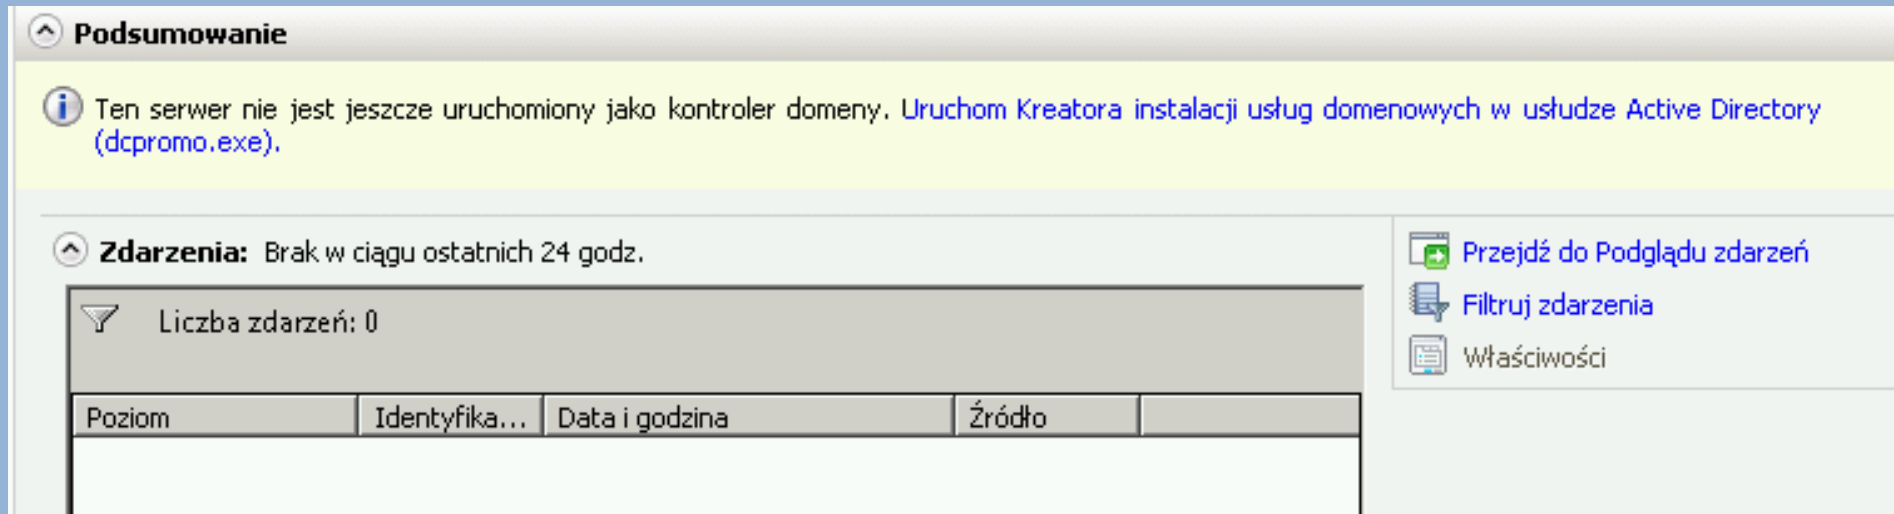 Podsumowanie
Ten serwer nie jest jeszcze uruchomiony jako kontroler domeny. Uruchom Kreatora instalacji usług domenowych w usłudze Active Directory
(dcpromo.exe).
Zdarzenia: Brak w ciągu ostatnich 24 godz.
Przejdź do Podglądu zdarzeń
Filtruj zdarzenia
Właściwości
Liczba zdarzeń: 0
Poziom Identyfika... Data i godzina Źródło